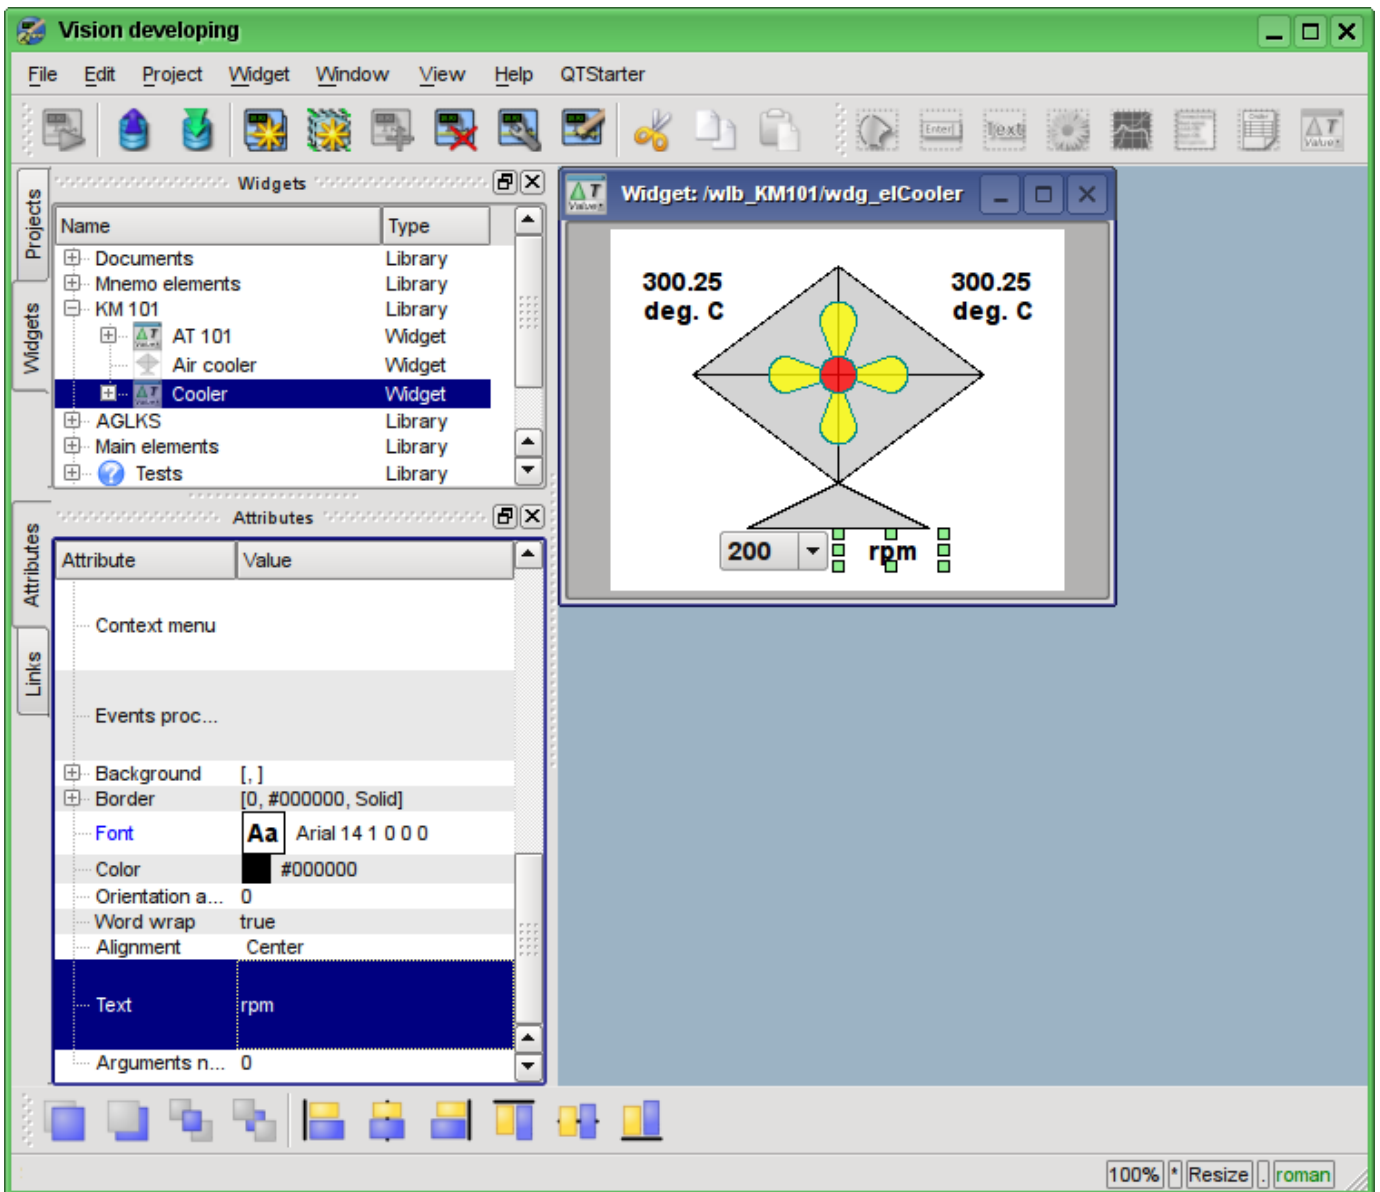 Vision developing
File Edit Project Widget Window View Help QTStarter
Enter Text ΔT
Projects
Widgets
Widgets
Name Type
Documents Library
Mnemo elements Library
KM 101 Library
AT 101 Widget
Air cooler Widget
Cooler Widget
AGLKS Library
Main elements Library
Tests Library
Attributes
Links
Attributes
Attribute Value
Context menu
Events proc...
Background [, ]
Border [0, #000000, Solid]
Font Aa Arial 14 1 0 0 0
Color #000000
Orientation a... 0
Word wrap true
Alignment Center
Text rpm
Arguments n... 0
Widget: /wlb_KM101/wdg_elCooler
300.25
deg. C
300.25
deg. C
200 rpm
100% * Resize . roman